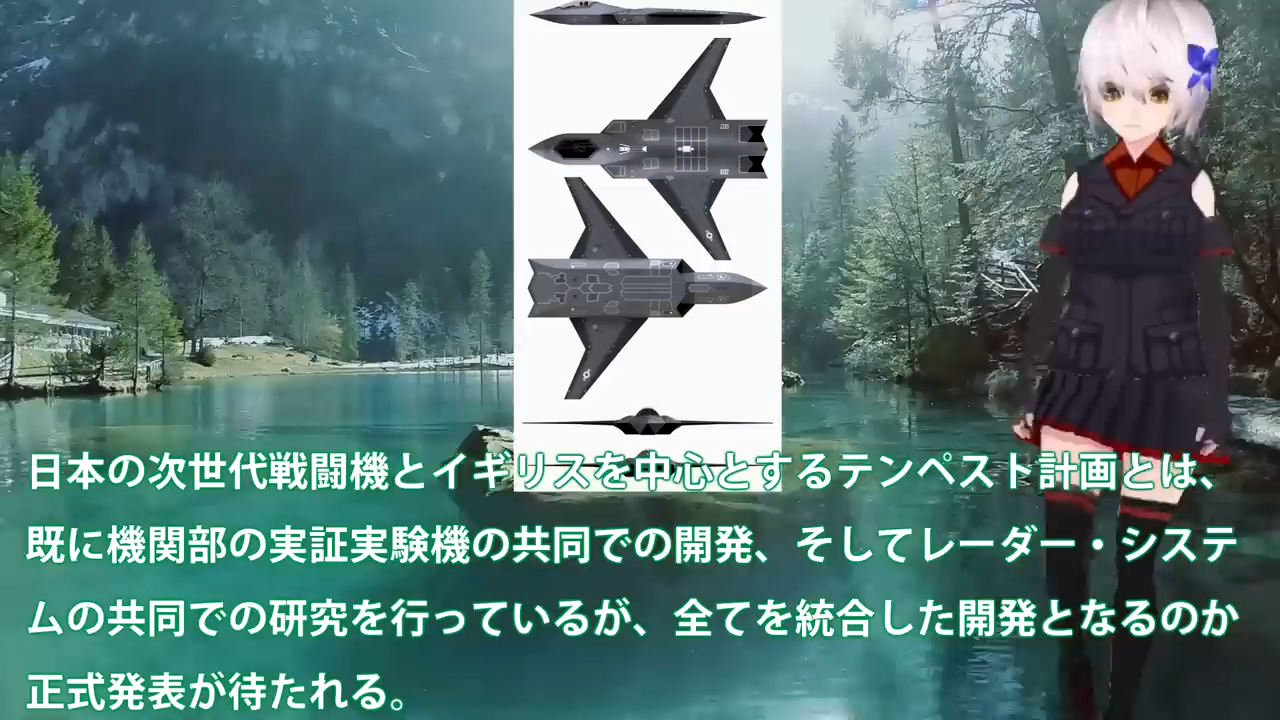 日本の次世代戦闘機とイギリスを中心とするテンペスト計画とは、
既に機関部の実証実験機の共同での開発、そしてレーダー・システ
ムの共同での研究を行っているが、全てを統合した開発となるのか
正式発表が待たれる。